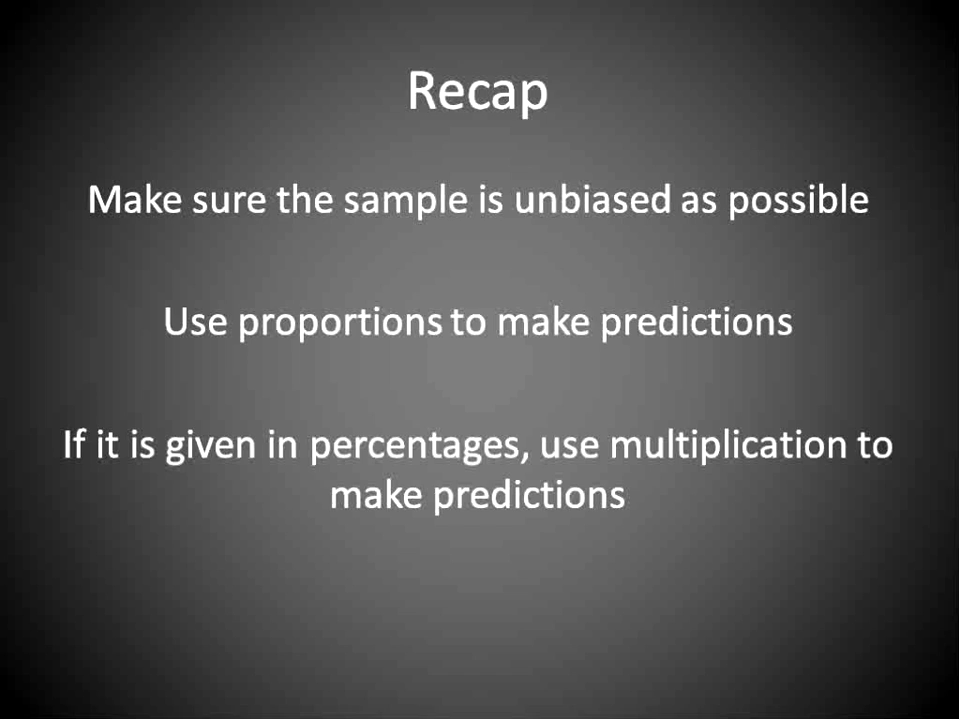 Recap
Make sure the sample is unbiased as possible
Use proportions to make predictions
If it is given in percentages, use multiplication to
make predictions